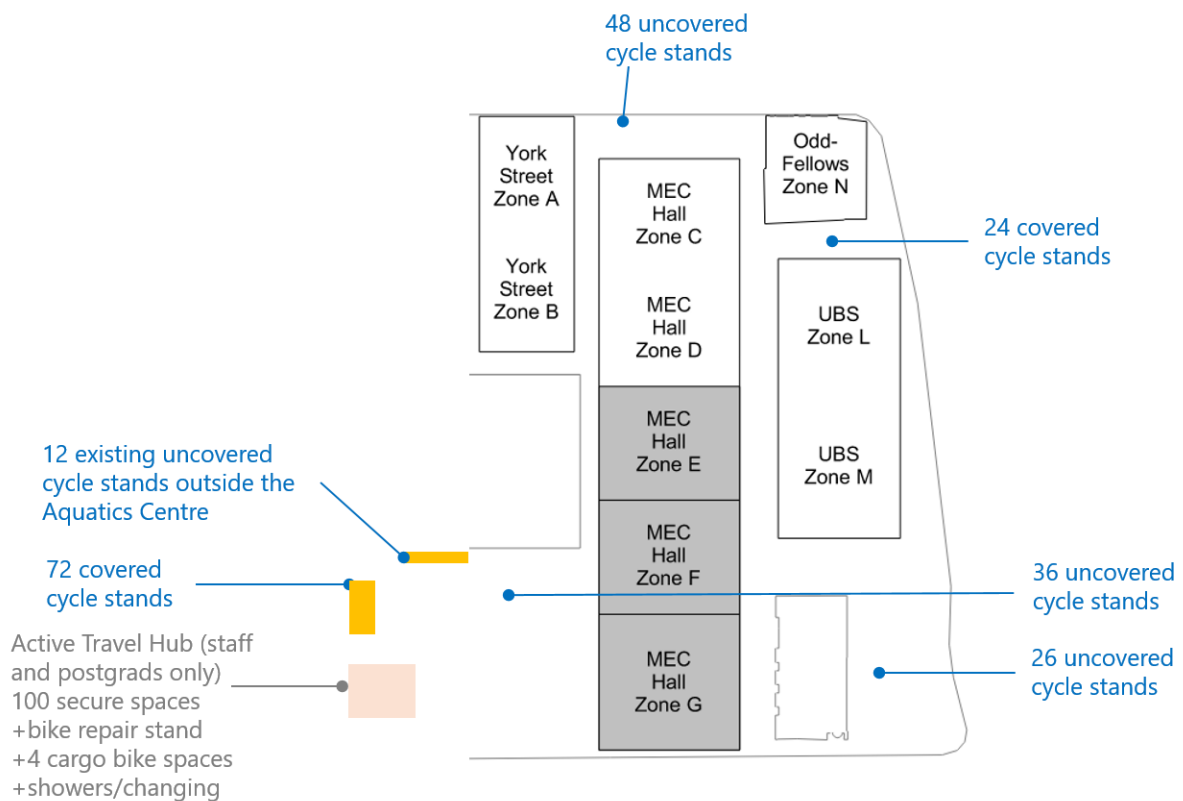 48 uncovered
cycle stands
York
Street
Zone A
Odd-
Fellows
Zone N
MEC
Hall
Zone C
24 covered
cycle stands
York
Street
Zone B
MEC
Hall
Zone D
UBS
Zone L
MEC
Hall
Zone E
UBS
Zone M
12 existing uncovered
cycle stands outside the
Aquatics Centre
MEC
Hall
Zone F
72 covered
cycle stands
36 uncovered
cycle stands
Active Travel Hub (staff
and postgrads only)
100 secure spaces
+bike repair stand
+4 cargo bike spaces
+showers/changing
MEC
Hall
Zone G
26 uncovered
cycle stands